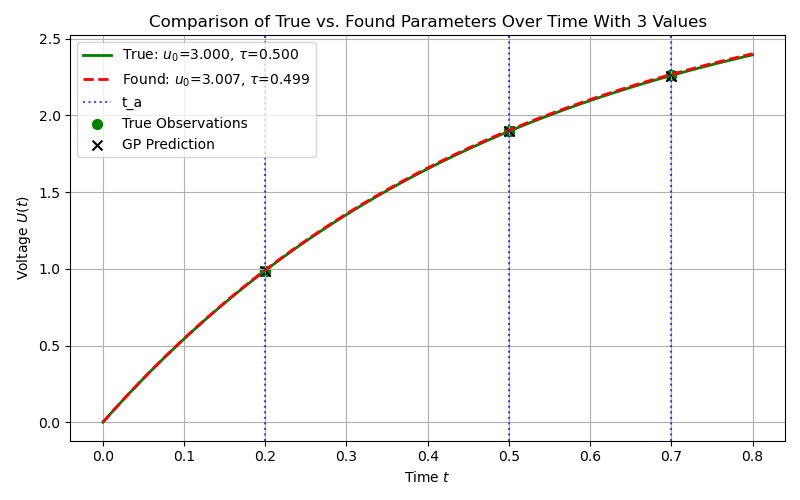 Comparison of True vs. Found Parameters Over Time With 3 Values
True: u₀=3.000, τ=0.500
Found: u₀=3.007, τ=0.499
t_a
True Observations
GP Prediction
Voltage U(t)
2.5
2.0
1.5
1.0
0.5
0.0
0.0 0.1 0.2 0.3 0.4 0.5 0.6 0.7 0.8
Time t